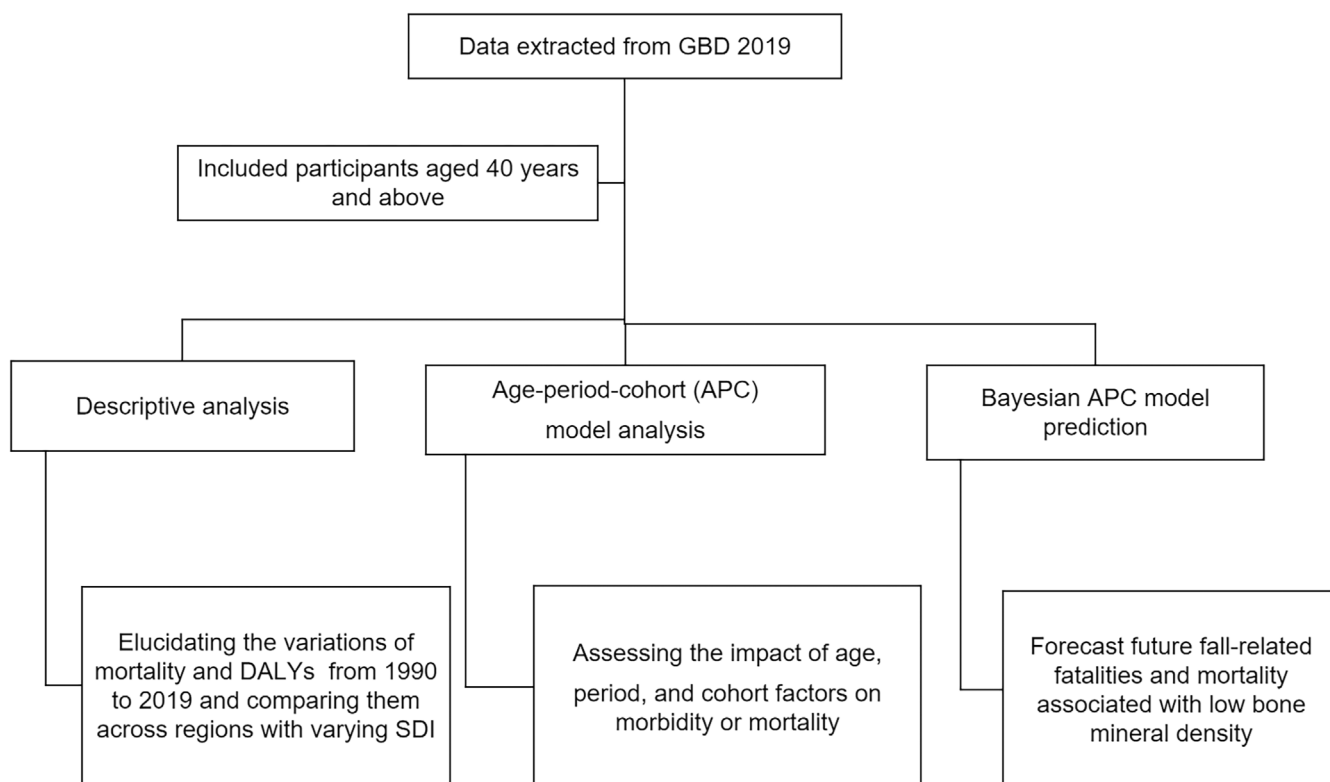 Data extracted from GBD 2019
Included participants aged 40 years
and above
Descriptive analysis
Age-period-cohort (APC)
model analysis
Bayesian APC model
prediction
Elucidating the variations of
mortality and DALYs from 1990
to 2019 and comparing them
across regions with varying SDI
Assessing the impact of age,
period, and cohort factors on
morbidity or mortality
Forecast future fall-related
fatalities and mortality
associated with low bone
mineral density